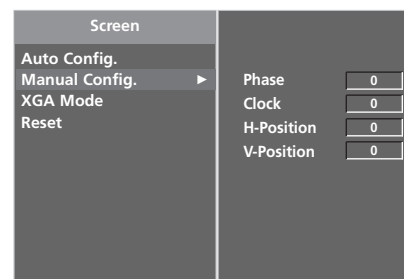 Screen
Auto Config.
Manual Config. ►
XGA Mode
Reset
Phase 0
Clock 0
H-Position 0
V-Position 0